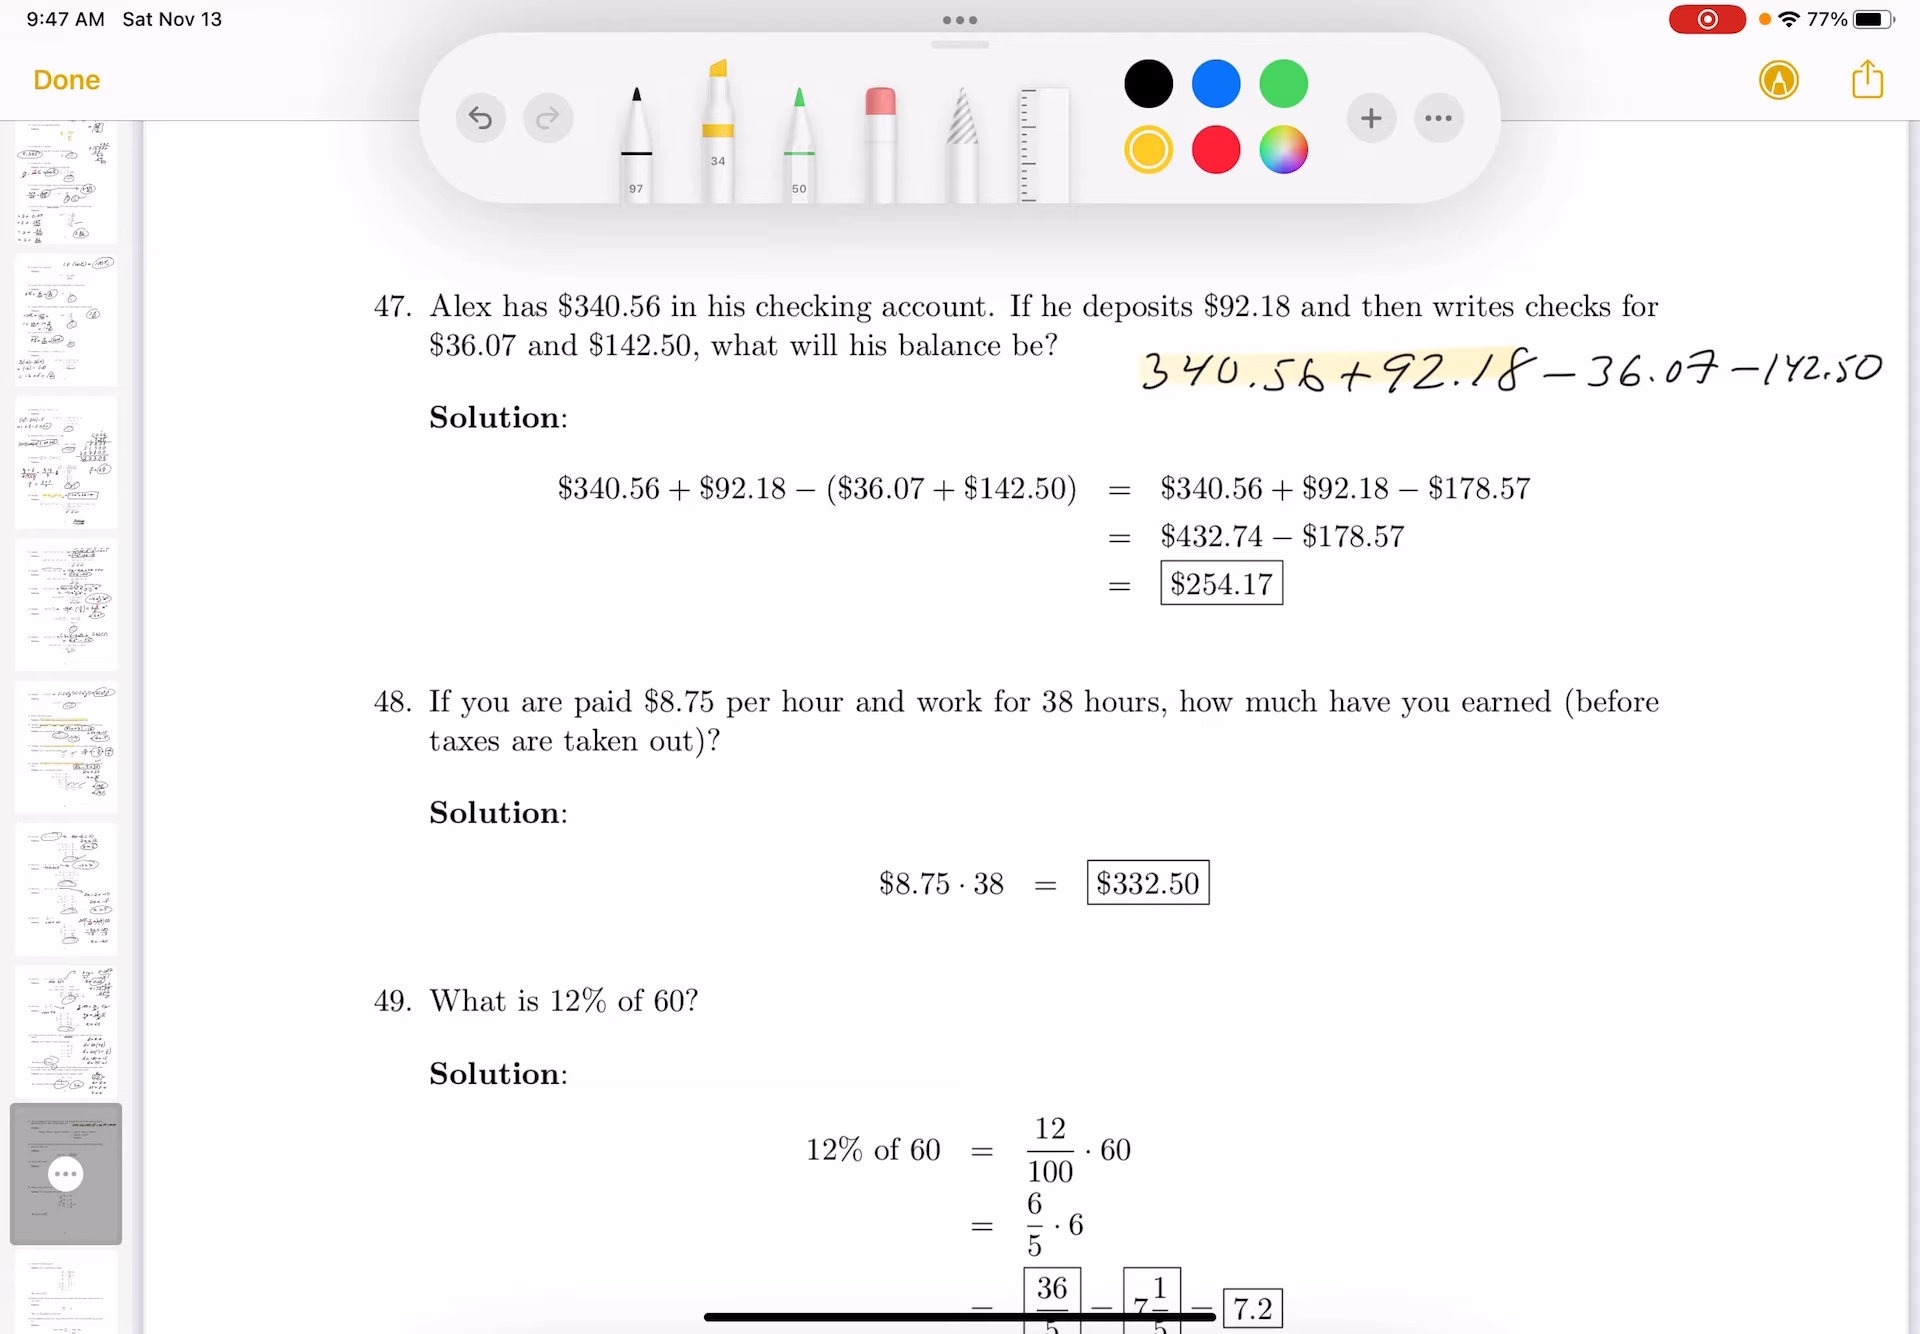 9:47 AM Sat Nov 13
77%
Done
97
34
50
47. Alex has $340.56 in his checking account. If he deposits $92.18 and then writes checks for
$36.07 and $142.50, what will his balance be?
340.56+92.18-36.07-142.50
Solution:
$340.56 + $92.18 − ($36.07 + $142.50) = $340.56 + $92.18 − $178.57
= $432.74 − $178.57
= $254.17
48. If you are paid $8.75 per hour and work for 38 hours, how much have you earned (before
taxes are taken out)?
Solution:
$8.75 · 38 = $332.50
49. What is 12% of 60?
Solution:
12% of 60 = 12/100 · 60
= 6/5 · 6
= 36/5 = 7 1/5 = 7.2